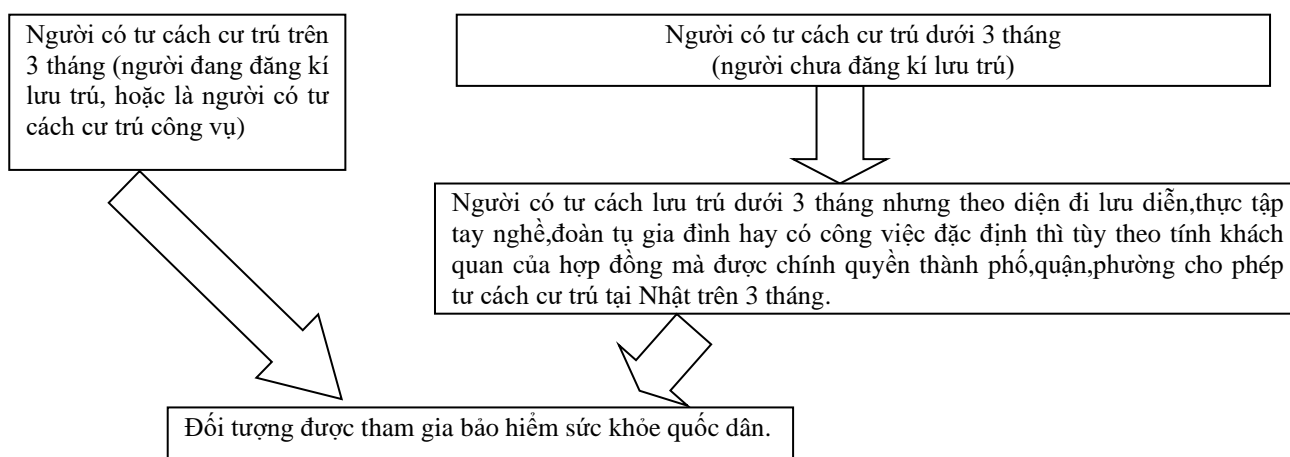 Người có tư cách cư trú trên
3 tháng (người đang đăng kí
lưu trú, hoặc là người có tư
cách cư trú công vụ)
Người có tư cách cư trú dưới 3 tháng
(người chưa đăng kí lưu trú)
Người có tư cách lưu trú dưới 3 tháng nhưng theo diện đi lưu diễn,thực tập
tay nghề,đoàn tụ gia đình hay có công việc đặc định thì tùy theo tính khách
quan của hợp đồng mà được chính quyền thành phố,quận,phường cho phép
tư cách cư trú tại Nhật trên 3 tháng.
Đối tượng được tham gia bảo hiểm sức khỏe quốc dân.